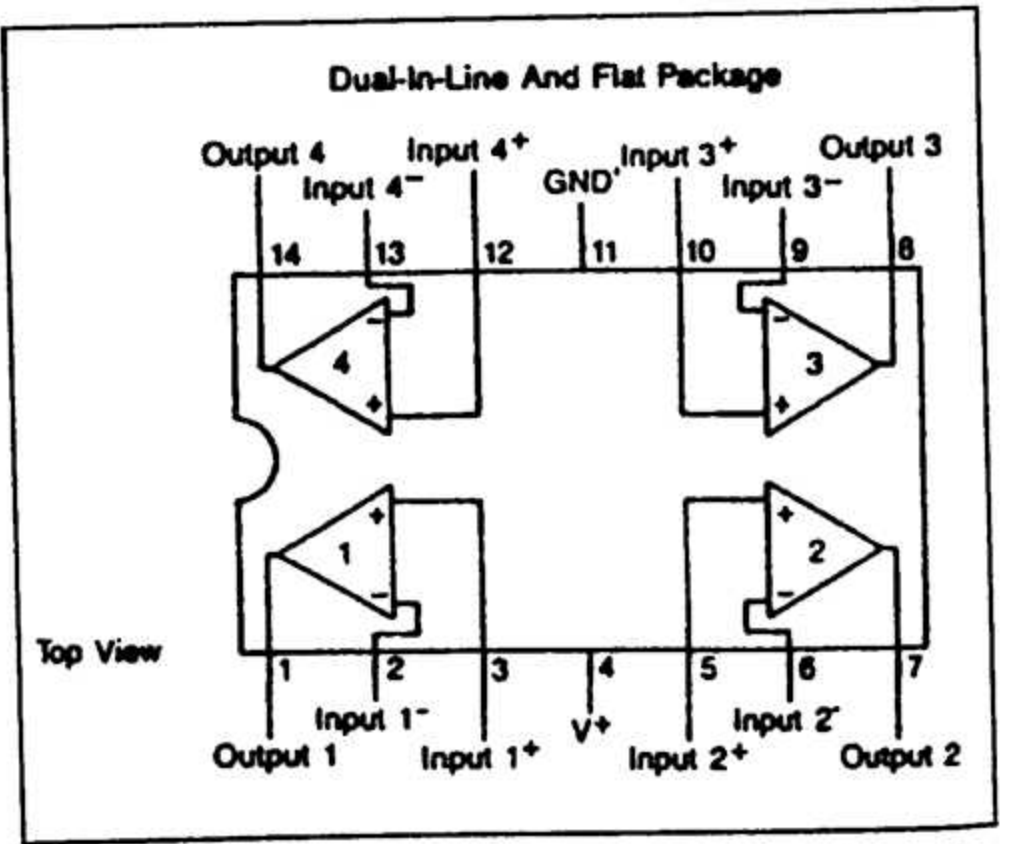 Dual-In-Line And Flat Package
Output 4
Input 4+
Input 3+
Output 3
Input 4-
GND'
Input 3-
14
13
12
11
10
9
8
-
-
4
3
+
+
+
+
1
2
-
-
Top View
1
2
3
4
5
6
7
Input 1-
V+
Input 2-
Output 1
Input 1+
Input 2+
Output 2